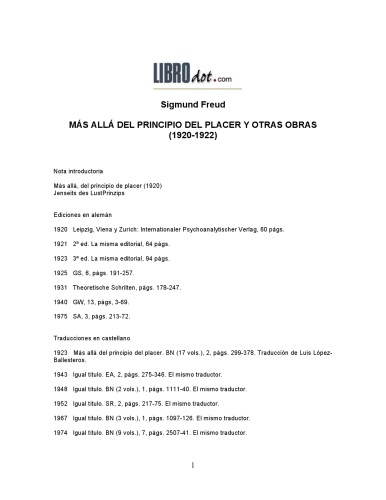 LIBROdot.com
Sigmund Freud
MÁS ALLÁ DEL PRINCIPIO DEL PLACER Y OTRAS OBRAS
(1920-1922)
Nota introductoria
Más allá, del principio de placer (1920)
Jenseits des LustPrinzips
Ediciones en alemán
1920 Leipzig, Viena y Zurich: Internationaler Psychoanalytischer Verlag, 60 págs.
1921 2ª ed. La misma editorial, 64 págs.
1923 3ª ed. La misma editorial, 94 págs.
1925 GS, 6, págs. 191-257.
1931 Theoretische Schriften, págs. 178-247.
1940 GW, 13, págs, 3-69.
1975 SA, 3, págs. 213-72.
Traducciones en castellano
1923 Más allá del principio del placer. BN (17 vols.), 2, págs. 299-378. Traducción de Luis López-
Ballesteros.
1943 Igual título. EA, 2, págs. 275-346. El mismo traductor.
1948 Igual título. BN (2 vols.), 1, págs. 1111-40. El mismo traductor.
1952 Igual título. SR, 2, págs. 217-75. El mismo traductor.
1967 Igual título. BN (3 vols.), 1, págs. 1097-126. El mismo traductor.
1974 Igual título. BN (9 vols.), 7, págs. 2507-41. El mismo traductor.
1